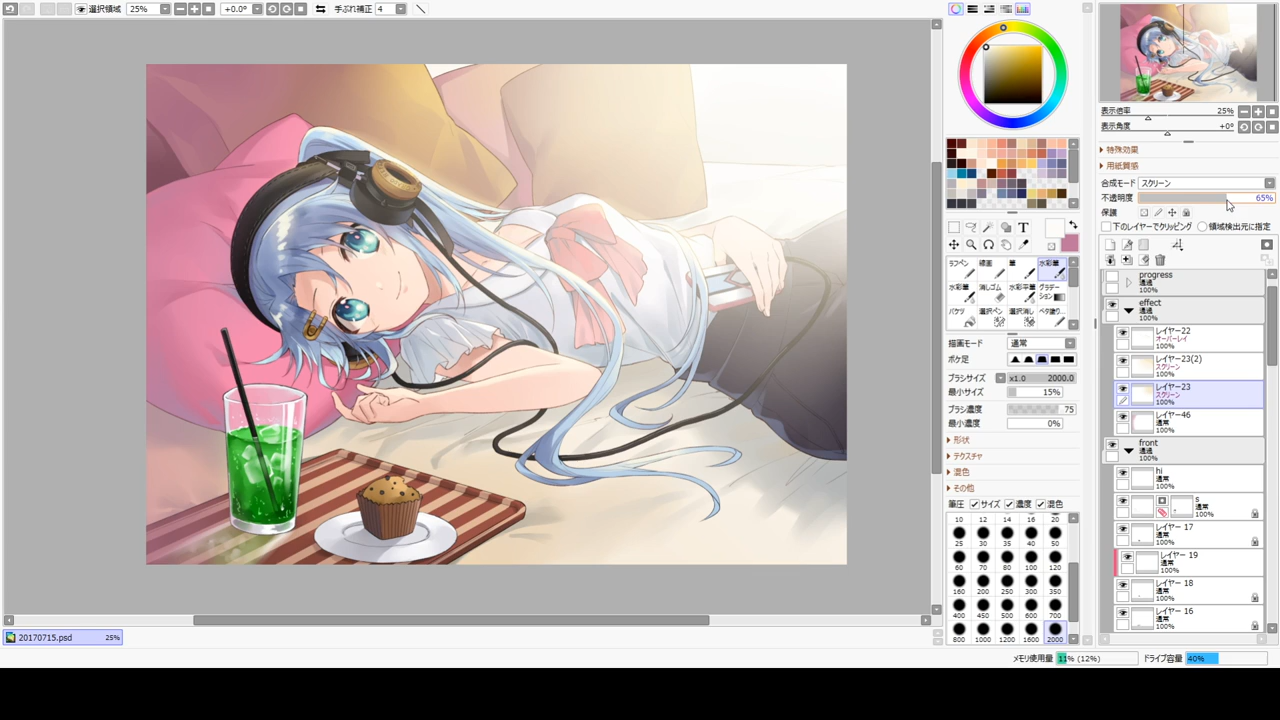 選択領域 25% +0.0° 手ぶれ補正 4
20170715.psd 25%
ラフペン 線画 筆 水彩筆
水彩筆 消しゴム 水彩平筆 グラデーション
バケツ 選択ペン 選択消し ベタ塗り...
描画モード 通常
ボケ足
ブラシサイズ x1.0 2000.0
最小サイズ 15%
ブラシ濃度 75
最小濃度 0%
形状
テクスチャ
混色
その他
筆圧 サイズ 濃度 混色
10 12 14 16 20
25 30 35 40 50
60 70 80 100 120
160 200 250 300 350
400 450 500 600 700
800 1000 1200 1600 2000
表示倍率 25%
表示角度 +0°
特殊効果
用紙質感
合成モード スクリーン
不透明度 65%
保護
下のレイヤーでクリッピング 領域検出元に指定
progress
通過
100%
effect
通過
100%
レイヤー22
オーバーレイ
100%
レイヤー23(2)
スクリーン
100%
レイヤー23
スクリーン
100%
レイヤー46
通常
100%
front
通過
100%
hi
通常
100%
s
通常
100%
レイヤー 17
通常
100%
レイヤー 19
通常
100%
レイヤー 18
通常
100%
レイヤー 16
通常
100%
メモリ使用量 11% (12%) ドライブ容量 40%